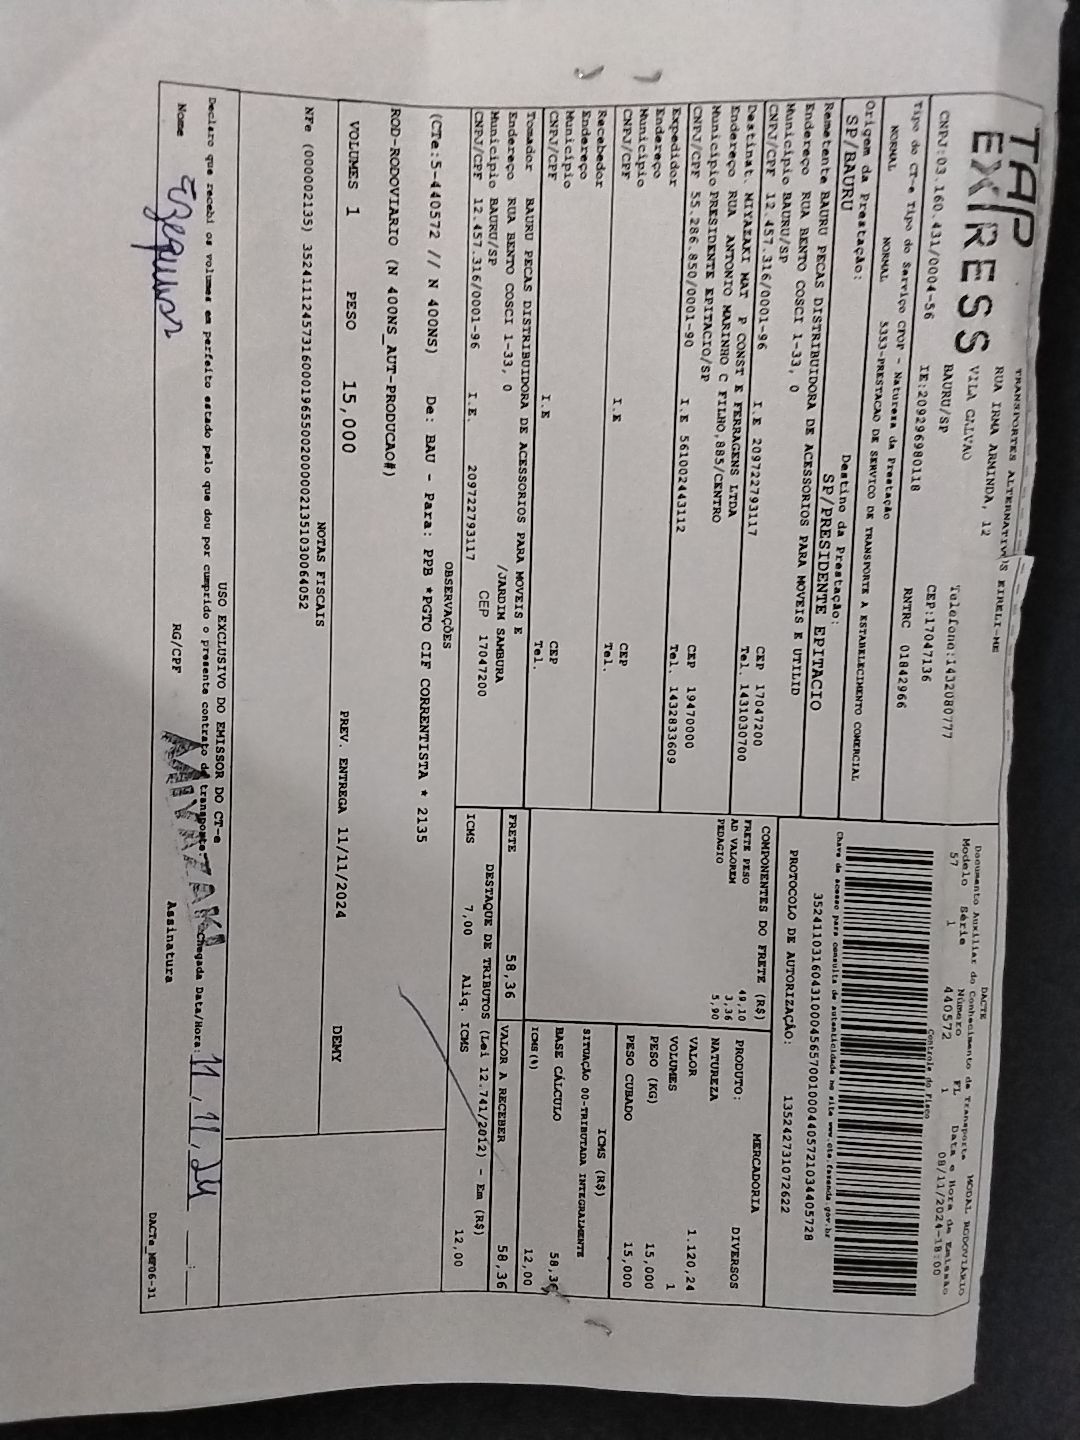 TAP
EXPRESS
TRANSPORTES ALTERNATIVOS EIRELI-ME
RUA IRMA ARMINDA, 12
VILA GALVAO Telefone:1432080777
BAURU/SP CEP:17047136
CNPJ:03.160.431/0004-56 IE:209296980118 RNTRC 01842966
Tipo do CT-e Tipo do Serviço CFOP - Natureza da Prestação
NORMAL NORMAL 5353-PRESTACAO DE SERVICO DE TRANSPORTE A ESTABELECIMENTO COMERCIAL
Origem da Prestação: Destino da Prestação:
SP/BAURU SP/PRESIDENTE EPITACIO
DACTE
Documento Auxiliar do Conhecimento de Transporte MODAL RODOVIÁRIO
Modelo Série Número FL Data e Hora de Emissão
57 1 440572 1 08/11/2024-18:00
Controle do Fisco
Chave de acesso para consulta de autenticidade no site www.cte.fazenda.gov.br
35241103160431000456570010004405721034405728
PROTOCOLO DE AUTORIZAÇÃO: 135242731072622
Remetente BAURU PECAS DISTRIBUIDORA DE ACESSORIOS PARA MOVEIS E UTILID
Endereço RUA BENTO COSCI 1-33, 0
Município BAURU/SP CEP 17047200
CNPJ/CPF 12.457.316/0001-96 I.E 209722793117 Tel. 1431030700
Destinat. MIYAZAKI MAT P CONST E FERRAGENS LTDA
Endereço RUA ANTONIO MARINHO C FILHO,885/CENTRO
Município PRESIDENTE EPITACIO/SP CEP 19470000
CNPJ/CPF 55.286.850/0001-90 I.E 561002443112 Tel. 1432833609
Expedidor
Endereço
Município CEP
CNPJ/CPF I.E Tel.
Recebedor
Endereço
Município CEP
CNPJ/CPF I.E Tel.
Tomador BAURU PECAS DISTRIBUIDORA DE ACESSORIOS PARA MOVEIS E
Endereço RUA BENTO COSCI 1-33, 0 /JARDIM SAMBURA
Município BAURU/SP CEP 17047200
CNPJ/CPF 12.457.316/0001-96 I.E. 209722793117
COMPONENTES DO FRETE (R$)
FRETE PESO 49,10
AD VALOREM 3,36
PEDAGIO 5,90
MERCADORIA
PRODUTO: DIVERSOS
NATUREZA
VALOR 1.120,24
VOLUMES 1
PESO (KG) 15,000
PESO CUBADO 15,000
ICMS (R$)
SITUAÇÃO 00-TRIBUTADA INTEGRALMENTE
BASE CÁLCULO 58,36
ICMS(%) 12,00
FRETE 58,36 VALOR A RECEBER 58,36
DESTAQUE DE TRIBUTOS (Lei 12.741/2012) - Em (R$)
ICMS 7,00 Aliq. ICMS 12,00
OBSERVAÇÕES
(CTe:5-440572 // N 400NS) De: BAU - Para: PPB *PGTO CIF CORRENTISTA * 2135
ROD-RODOVIARIO (N 400NS_AUT-PRODUCAO#)
VOLUMES 1 PESO 15,000 PREV. ENTREGA 11/11/2024 DEMY
NOTAS FISCAIS
NFe (000002135) 35241112457316000196550020000021351030064052
USO EXCLUSIVO DO EMISSOR DO CT-e
Declaro que recebi os volumes em perfeito estado pelo que dou por cumprido o presente contrato de transporte. Chegada Data/Hora: 11,11,24 __:__
Nome RG/CPF MIYAZAKI Assinatura
DACTe_MF06-31